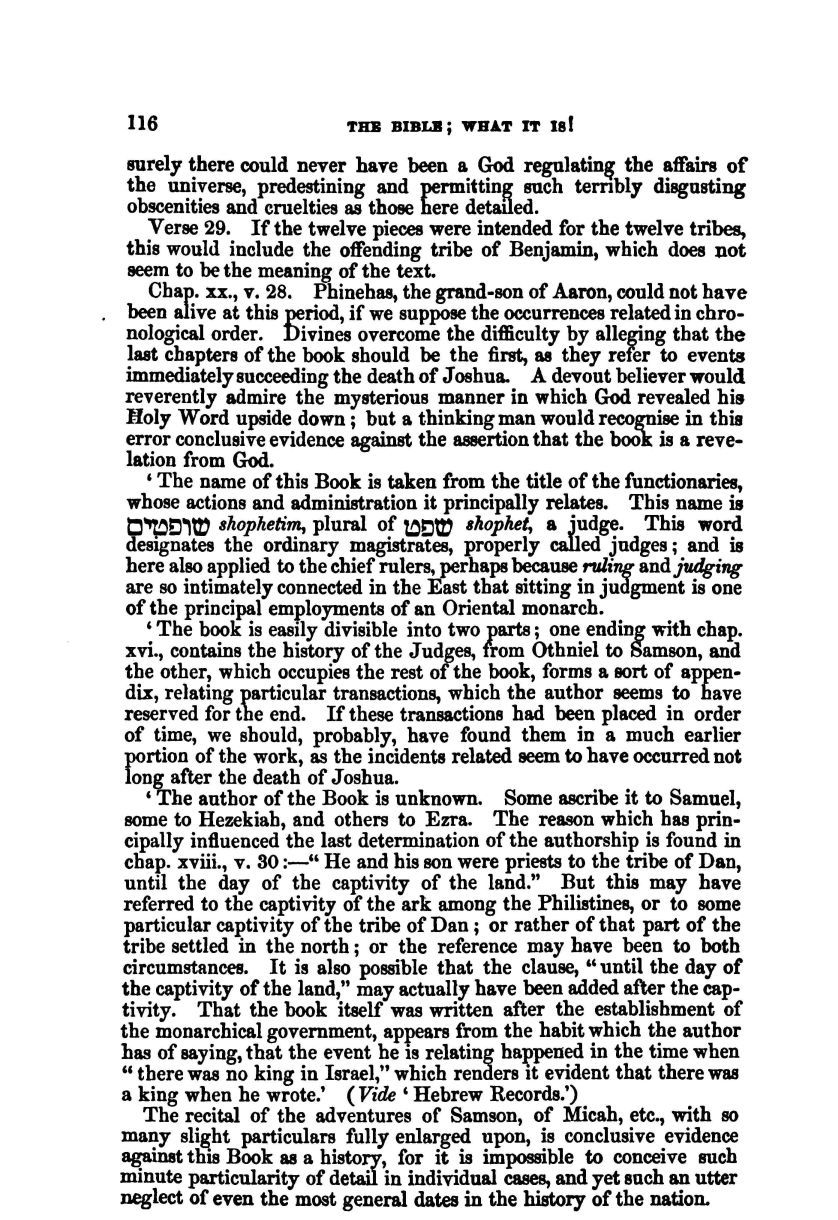 116 THE BIBLE; WHAT IT IS!
surely there could never have been a God regulating the affairs of
the universe, predestining and permitting such terribly disgusting
obscenities and cruelties as those here detailed.
Verse 29. If the twelve pieces were intended for the twelve tribes,
this would include the offending tribe of Benjamin, which does not
seem to be the meaning of the text.
Chap. xx., v. 28. Phinehas, the grand-son of Aaron, could not have
been alive at this period, if we suppose the occurrences related in chro-
nological order. Divines overcome the difficulty by alleging that the
last chapters of the book should be the first, as they refer to events
immediately succeeding the death of Joshua. A devout believer would
reverently admire the mysterious manner in which God revealed his
Holy Word upside down; but a thinking man would recognise in this
error conclusive evidence against the assertion that the book is a reve-
lation from God.
‘ The name of this Book is taken from the title of the functionaries,
whose actions and administration it principally relates. This name is
שופטים shophetim, plural of שפט shophet, a judge. This word
designates the ordinary magistrates, properly called judges; and is
here also applied to the chief rulers, perhaps because ruling and judging
are so intimately connected in the East that sitting in judgment is one
of the principal employments of an Oriental monarch.
‘ The book is easily divisible into two parts; one ending with chap.
xvi., contains the history of the Judges, from Othniel to Samson, and
the other, which occupies the rest of the book, forms a sort of appen-
dix, relating particular transactions, which the author seems to have
reserved for the end. If these transactions had been placed in order
of time, we should, probably, have found them in a much earlier
portion of the work, as the incidents related seem to have occurred not
long after the death of Joshua.
‘ The author of the Book is unknown. Some ascribe it to Samuel,
some to Hezekiah, and others to Ezra. The reason which has prin-
cipally influenced the last determination of the authorship is found in
chap. xviii., v. 30:—“ He and his son were priests to the tribe of Dan,
until the day of the captivity of the land.” But this may have
referred to the captivity of the ark among the Philistines, or to some
particular captivity of the tribe of Dan; or rather of that part of the
tribe settled in the north; or the reference may have been to both
circumstances. It is also possible that the clause, “until the day of
the captivity of the land,” may actually have been added after the cap-
tivity. That the book itself was written after the establishment of
the monarchical government, appears from the habit which the author
has of saying, that the event he is relating happened in the time when
“ there was no king in Israel,” which renders it evident that there was
a king when he wrote.’ (Vide ‘ Hebrew Records.’)
The recital of the adventures of Samson, of Micah, etc., with so
many slight particulars fully enlarged upon, is conclusive evidence
against this Book as a history, for it is impossible to conceive such
minute particularity of detail in individual cases, and yet such an utter
neglect of even the most general dates in the history of the nation.